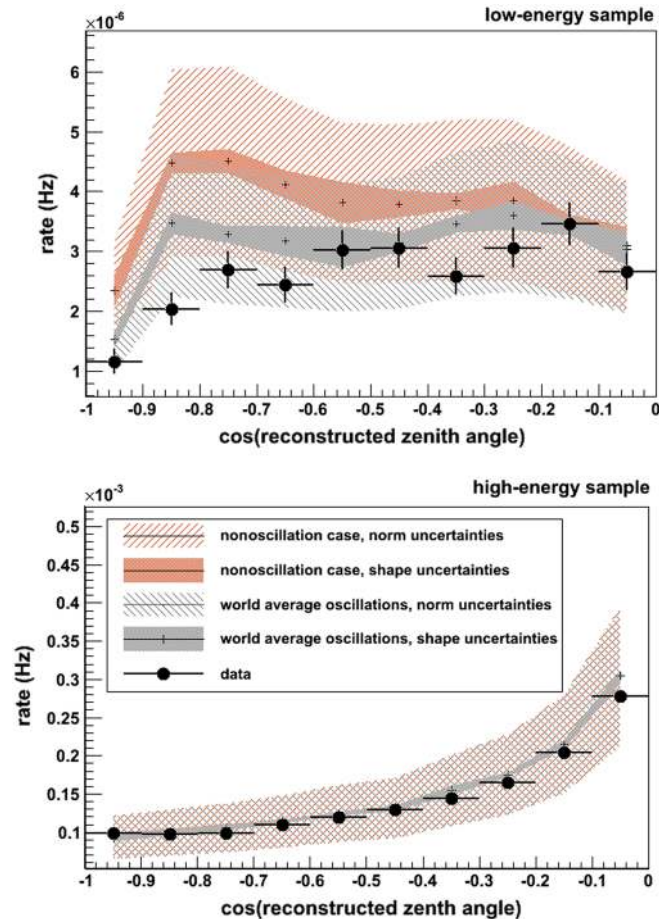 ×10⁻⁶
low-energy sample
6
5
4
3
2
1
rate (Hz)
-1 -0.9 -0.8 -0.7 -0.6 -0.5 -0.4 -0.3 -0.2 -0.1 0
cos(reconstructed zenith angle)
×10⁻³
high-energy sample
0.5
0.45
0.4
0.35
0.3
0.25
0.2
0.15
0.1
rate (Hz)
nonoscillation case, norm uncertainties
nonoscillation case, shape uncertainties
world average oscillations, norm uncertainties
world average oscillations, shape uncertainties
data
-1 -0.9 -0.8 -0.7 -0.6 -0.5 -0.4 -0.3 -0.2 -0.1 0
cos(reconstructed zenith angle)